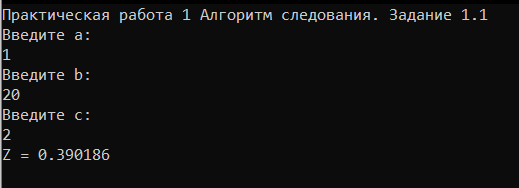 Практическая работа 1 Алгоритм следования. Задание 1.1
Введите a:
1
Введите b:
20
Введите c:
2
Z = 0.390186